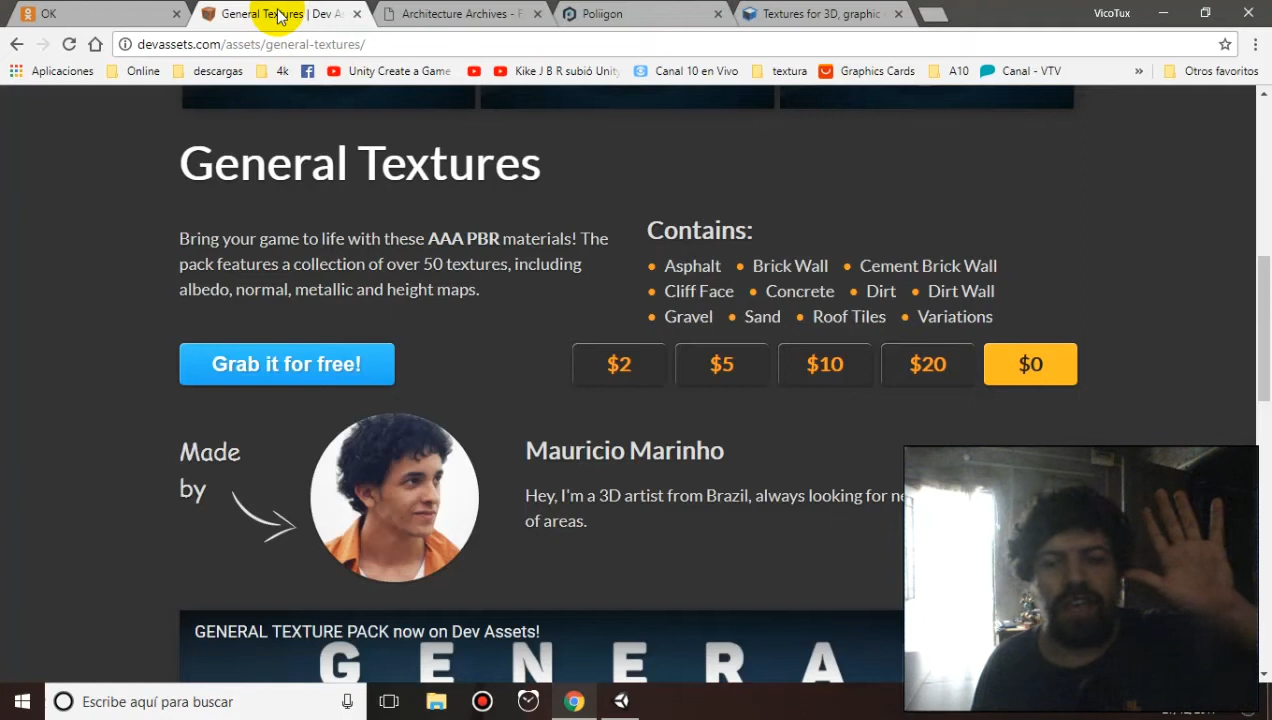 OK
General Textures | Dev A
Architecture Archives - F
Poliigon
Textures for 3D, graphic
VicoTux
devassets.com/assets/general-textures/
Aplicaciones
Online
descargas
4k
Unity Create a Game
Kike J B R subió Unity
Canal 10 en Vivo
textura
Graphics Cards
A10
Canal - VTV
»
Otros favoritos
General Textures
Bring your game to life with these AAA PBR materials! The
pack features a collection of over 50 textures, including
albedo, normal, metallic and height maps.
Contains:
Asphalt • Brick Wall • Cement Brick Wall
Cliff Face • Concrete • Dirt • Dirt Wall
Gravel • Sand • Roof Tiles • Variations
Grab it for free!
$2
$5
$10
$20
$0
Made
by
Mauricio Marinho
Hey, I'm a 3D artist from Brazil, always looking for
of areas.
GENERAL TEXTURE PACK now on Dev Assets!
G E N E R A
Escribe aquí para buscar